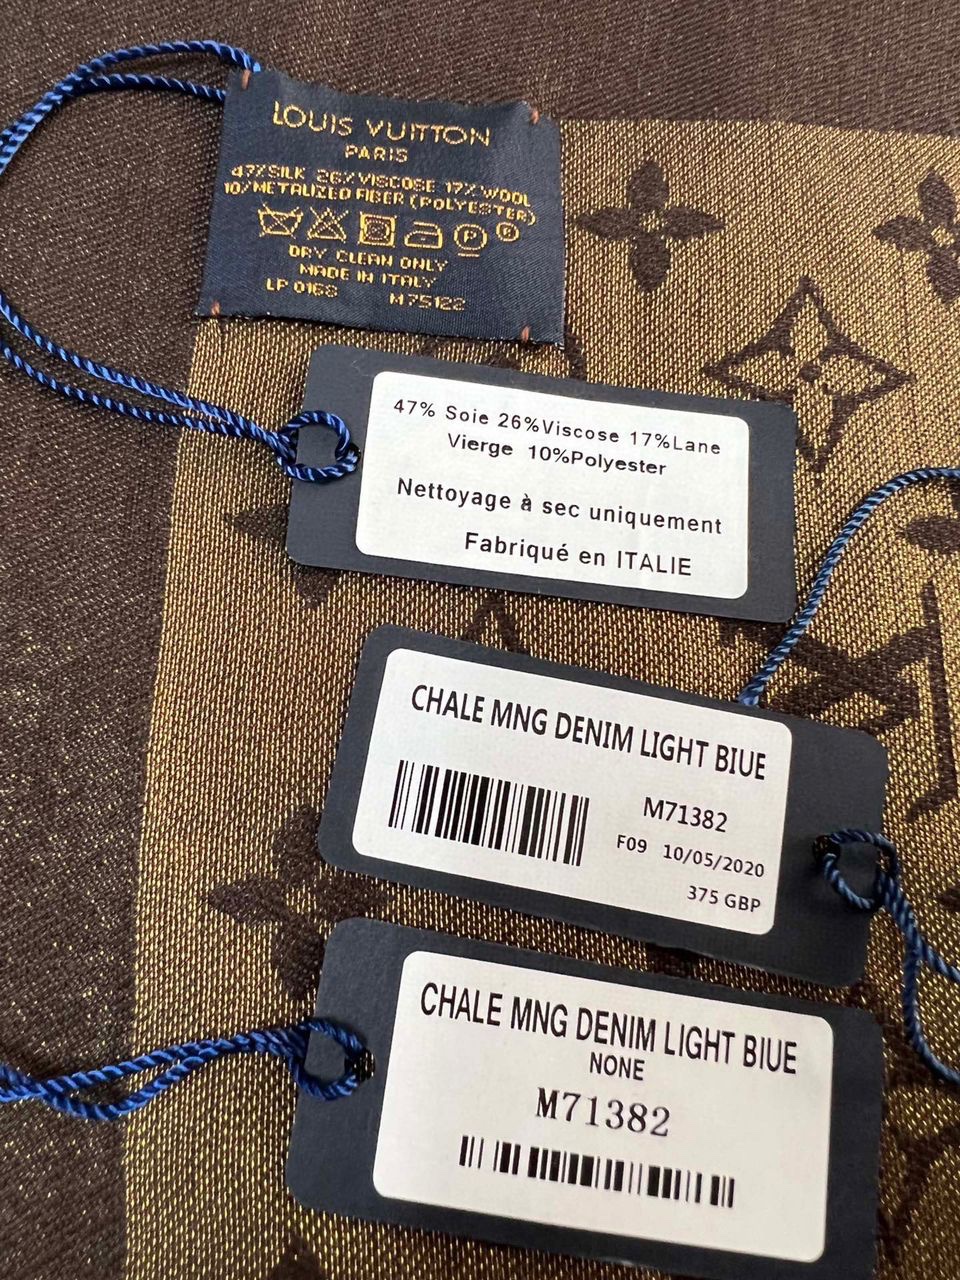 LOUIS VUITTON
PARIS
47%SILK 26%VISCOSE 17%WOOL
10%METALIZED FIBER (POLYESTER)
P
DRY CLEAN ONLY
MADE IN ITALY
LP 0168 M75122
47% Soie 26%Viscose 17%Lane
Vierge 10%Polyester
Nettoyage à sec uniquement
Fabriqué en ITALIE
CHALE MNG DENIM LIGHT BIUE
M71382
F09 10/05/2020
375 GBP
CHALE MNG DENIM LIGHT BIUE
NONE
M71382